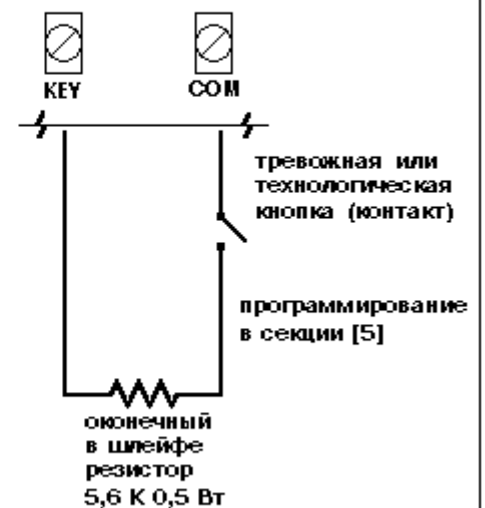 KEY
COM
тревожная или
технологическая
кнопка (контакт)
программирование
в секции [5]
оконечный
в шлейфе
резистор
5,6 К 0,5 Вт